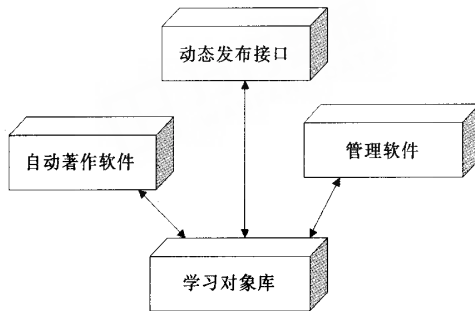 动态发布接口
自动著作软件
管理软件
学习对象库